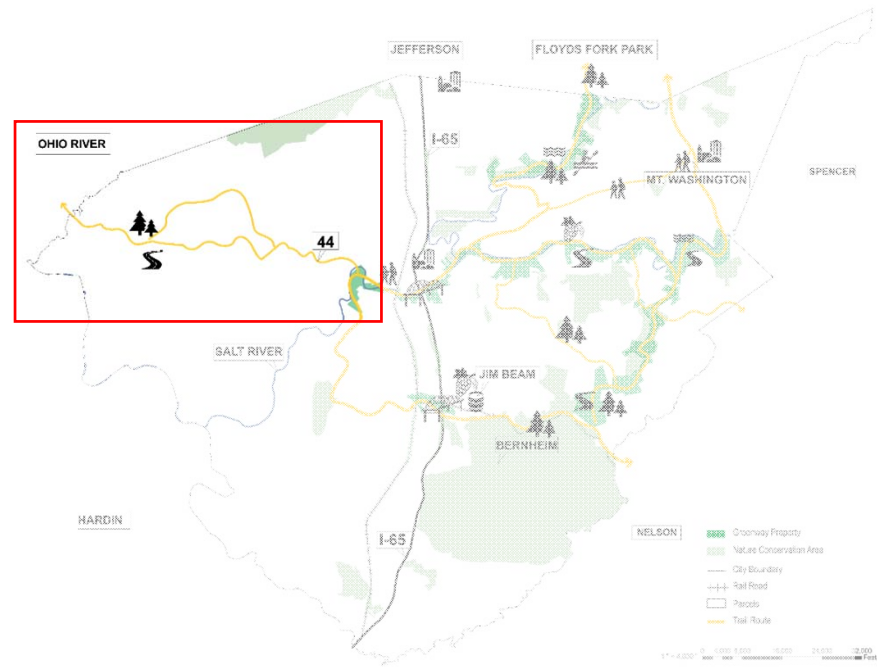 JEFFERSON
FLOYDS FORK PARK
OHIO RIVER
I-65
MT. WASHINGTON
SPENCER
44
SALT RIVER
JIM BEAM
BERNHEIM
HARDIN
I-65
NELSON
Greenway Property
Nature Conservation Area
City Boundary
Rail Road
Parcels
Trail Route